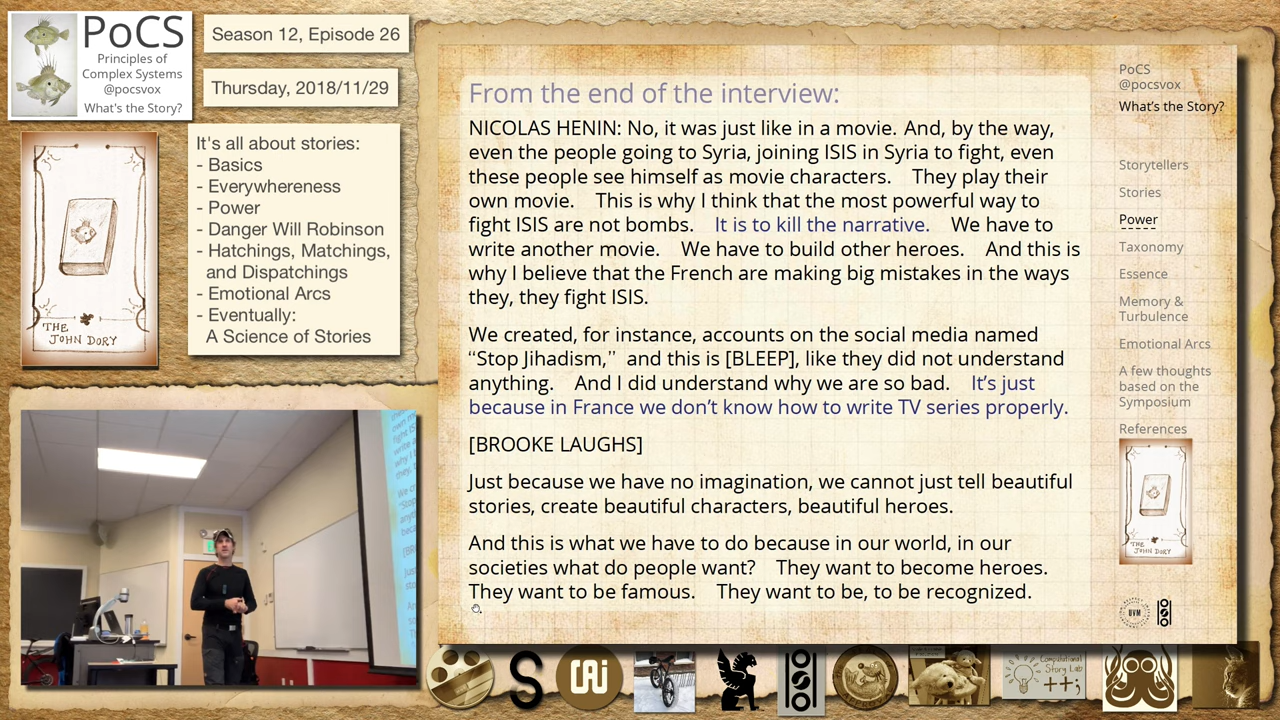 PoCS
Principles of
Complex Systems
@pocsvox
What's the Story?
Season 12, Episode 26
Thursday, 2018/11/29
It's all about stories:
- Basics
- Everywhereness
- Power
- Danger Will Robinson
- Hatchings, Matchings,
and Dispatchings
- Emotional Arcs
- Eventually:
A Science of Stories
THE
JOHN DORY
From the end of the interview:
NICOLAS HENIN: No, it was just like in a movie. And, by the way,
even the people going to Syria, joining ISIS in Syria to fight, even
these people see himself as movie characters. They play their
own movie. This is why I think that the most powerful way to
fight ISIS are not bombs. It is to kill the narrative. We have to
write another movie. We have to build other heroes. And this is
why I believe that the French are making big mistakes in the ways
they, they fight ISIS.
We created, for instance, accounts on the social media named
“Stop Jihadism,” and this is [BLEEP], like they did not understand
anything. And I did understand why we are so bad. It’s just
because in France we don’t know how to write TV series properly.
[BROOKE LAUGHS]
Just because we have no imagination, we cannot just tell beautiful
stories, create beautiful characters, beautiful heroes.
And this is what we have to do because in our world, in our
societies what do people want? They want to become heroes.
They want to be famous. They want to be, to be recognized.
PoCS
@pocsvox
What’s the Story?
Storytellers
Stories
Power
Taxonomy
Essence
Memory &
Turbulence
Emotional Arcs
A few thoughts
based on the
Symposium
References
THE
JOHN DORY
UVM
Computational
Story Lab
++;